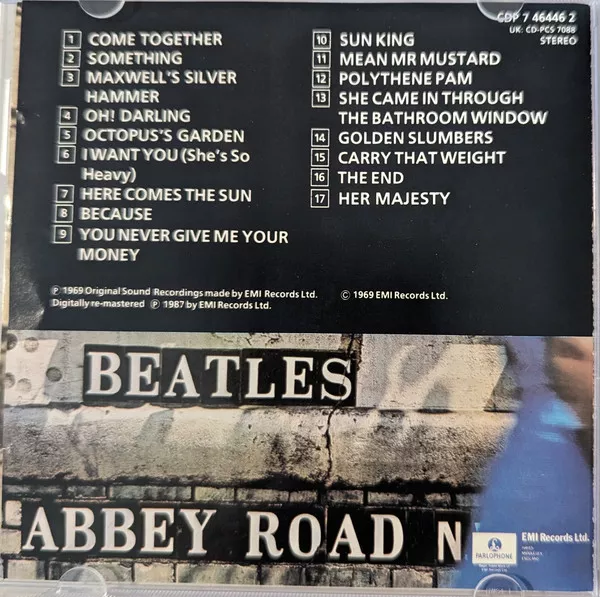 CDP 7 46446 2
UK: CD-PCS 7088
STEREO
1 COME TOGETHER
2 SOMETHING
3 MAXWELL'S SILVER
HAMMER
4 OH! DARLING
5 OCTOPUS'S GARDEN
6 I WANT YOU (She's So
Heavy)
7 HERE COMES THE SUN
8 BECAUSE
9 YOU NEVER GIVE ME YOUR
MONEY
10 SUN KING
11 MEAN MR MUSTARD
12 POLYTHENE PAM
13 SHE CAME IN THROUGH
THE BATHROOM WINDOW
14 GOLDEN SLUMBERS
15 CARRY THAT WEIGHT
16 THE END
17 HER MAJESTY
℗ 1969 Original Sound Recordings made by EMI Records Ltd.
Digitally re-mastered ℗ 1987 by EMI Records Ltd.
© 1969 EMI Records Ltd.
BEATLES
ABBEY ROAD N
PARLOPHONE
EMI Records Ltd.